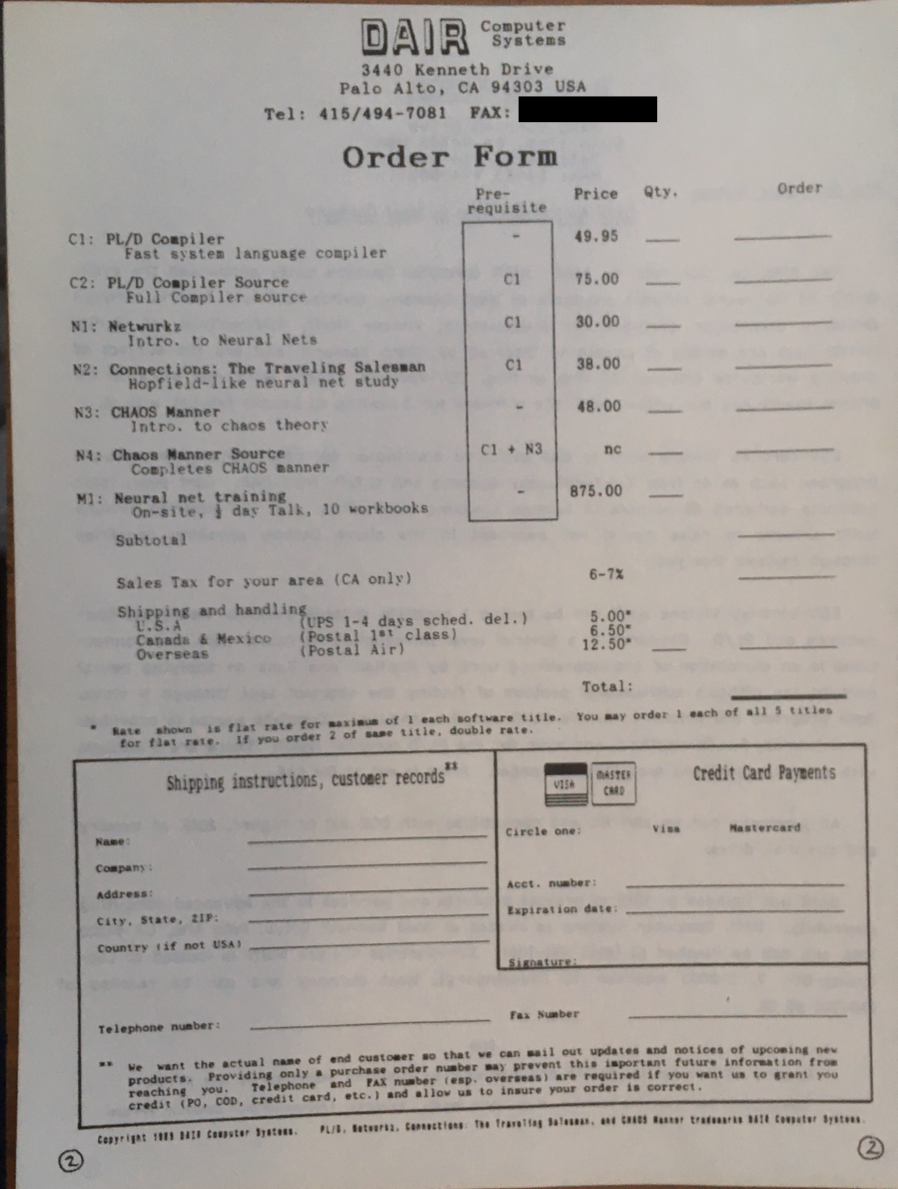 DAIR Computer Systems
3440 Kenneth Drive
Palo Alto, CA 94303 USA
Tel: 415/494-7081 FAX:
Order Form
Pre-requisite Price Qty. Order
C1: PL/D Compiler - 49.95
Fast system language compiler
C2: PL/D Compiler Source C1 75.00
Full Compiler source
N1: Networkz C1 30.00
Intro. to Neural Nets
N2: Connections: The Traveling Salesman C1 38.00
Hopfield-like neural net study
N3: CHAOS Manner - 48.00
Intro. to chaos theory
N4: Chaos Manner Source C1 + N3 nc
Completes CHAOS manner
M1: Neural net training - 875.00
On-site, ½ day Talk, 10 workbooks
Subtotal
Sales Tax for your area (CA only) 6-7%
Shipping and handling
U.S.A (UPS 1-4 days sched. del.) 5.00*
Canada & Mexico (Postal 1st class) 6.50*
Overseas (Postal Air) 12.50*
Total:
* Rate shown is flat rate for maximum of 1 each software title. You may order 1 each of all 5 titles
for flat rate. If you order 2 of same title, double rate.
Shipping instructions, customer records**
VISA MASTER CARD Credit Card Payments
Circle one: Visa Mastercard
Name:
Company:
Address:
City, State, ZIP:
Country (if not USA)
Acct. number:
Expiration date:
Signature:
Telephone number: Fax Number
** We want the actual name of end customer so that we can mail out updates and notices of upcoming new
products. Providing only a purchase order number may prevent this important future information from
reaching you. Telephone and FAX number (esp. overseas) are required if you want us to grant you
credit (PO, COD, credit card, etc.) and allow us to insure your order is correct.
Copyright 1989 DAIR Computer Systems. PL/D, Networkz, Connections: The Traveling Salesman, and CHAOS Manner trademarks DAIR Computer Systems.
2 2